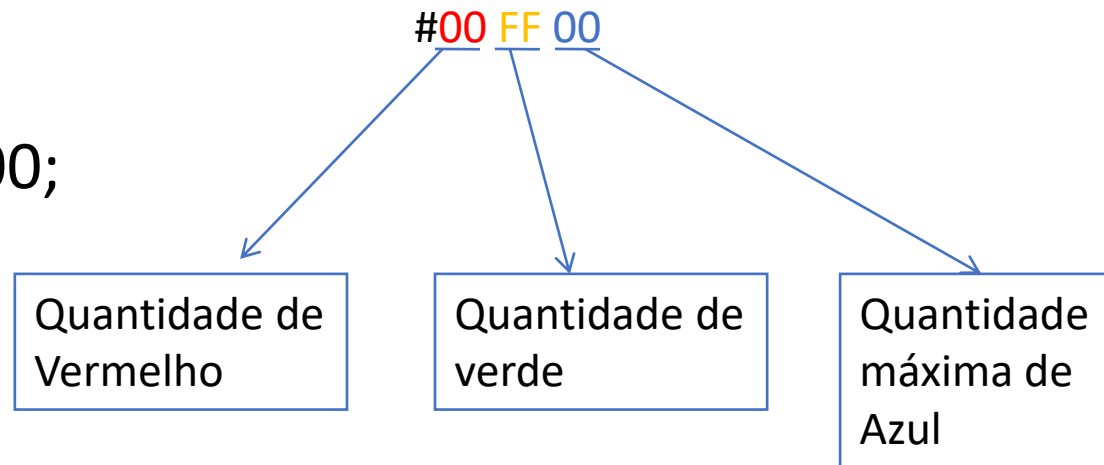 #00 FF 00
00;
Quantidade de
Vermelho
Quantidade de
verde
Quantidade
máxima de
Azul